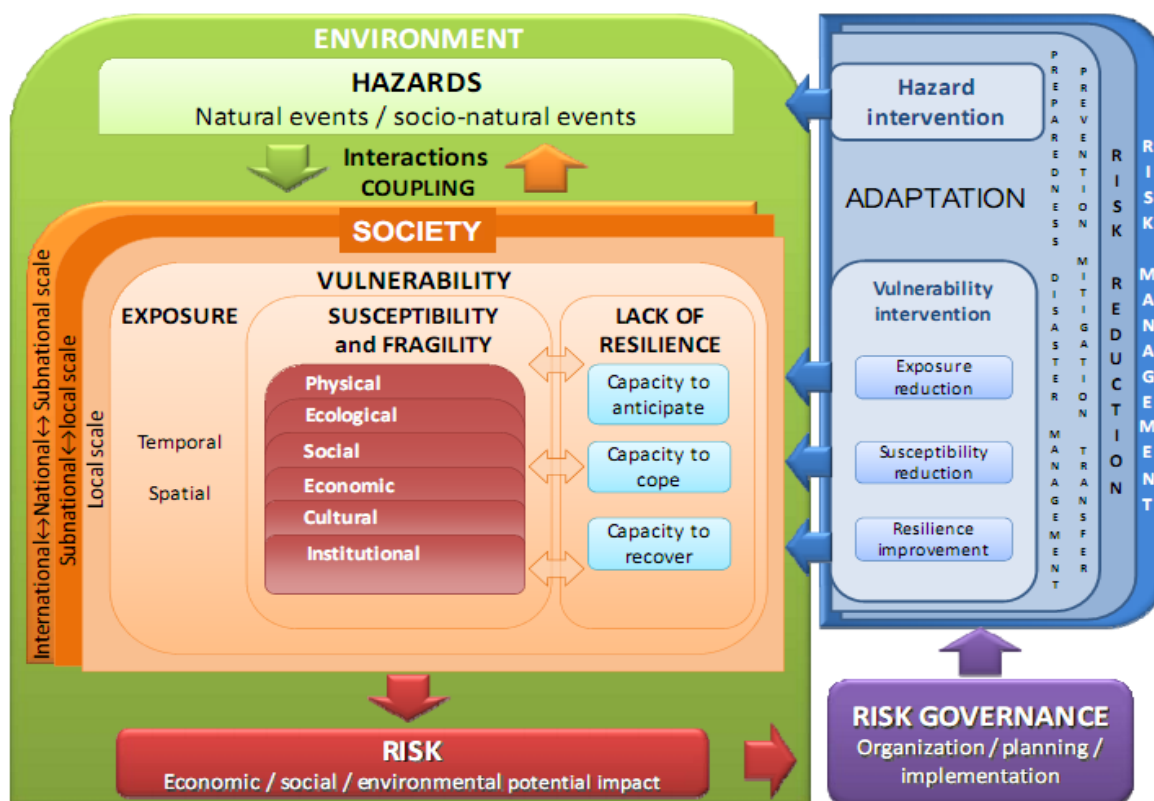 ENVIRONMENT
HAZARDS
Natural events / socio-natural events
Interactions
COUPLING
SOCIETY
International↔National↔Subnational scale
Subnational↔local scale
Local scale
VULNERABILITY
EXPOSURE
Temporal
Spatial
SUSCEPTIBILITY
and FRAGILITY
Physical
Ecological
Social
Economic
Cultural
Institutional
LACK OF
RESILIENCE
Capacity to
anticipate
Capacity to
cope
Capacity to
recover
RISK
Economic / social / environmental potential impact
Hazard
intervention
ADAPTATION
Vulnerability
intervention
Exposure
reduction
Susceptibility
reduction
Resilience
improvement
PREPAREDNESS DISASTER MANAGEMENT
PREVENTION MITIGATION TRANSFER
RISK REDUCTION
RISK MANAGEMENT
RISK GOVERNANCE
Organization / planning /
implementation